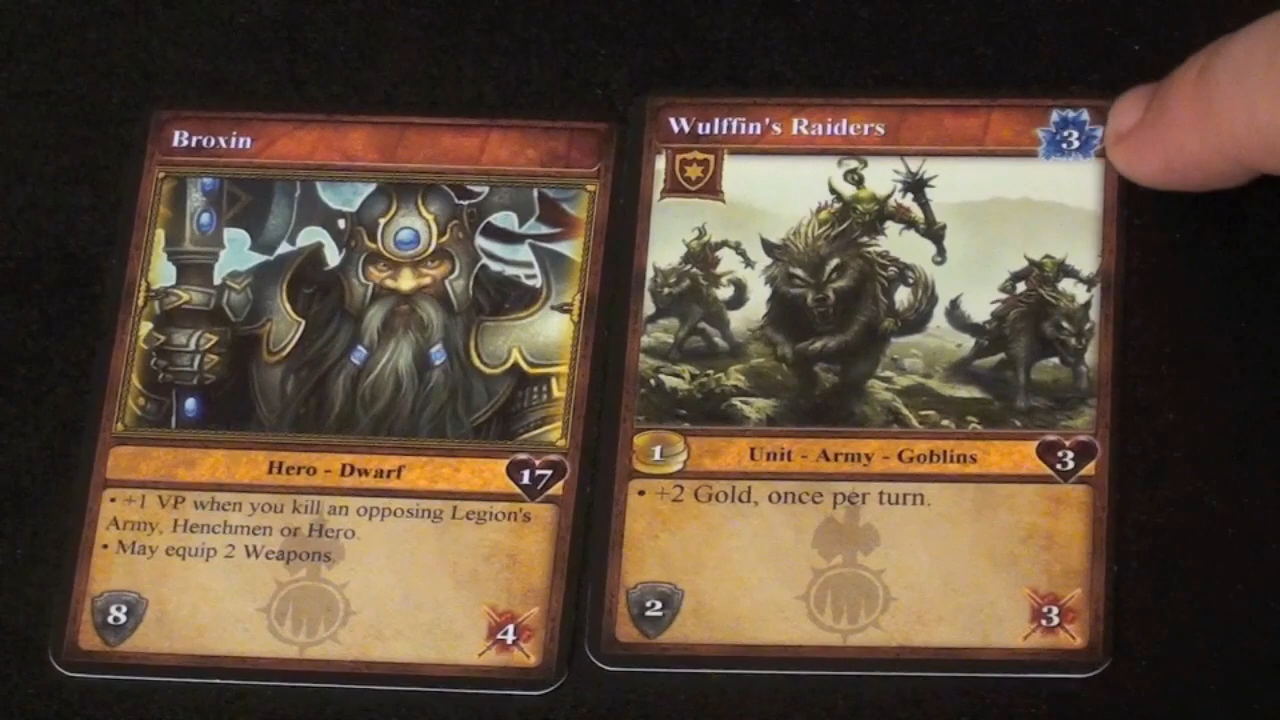 Broxin
Hero - Dwarf
17
• +1 VP when you kill an opposing Legion's
Army, Henchmen or Hero.
• May equip 2 Weapons.
8
4
Wulffin's Raiders
3
1
Unit - Army - Goblins
3
• +2 Gold, once per turn.
2
3